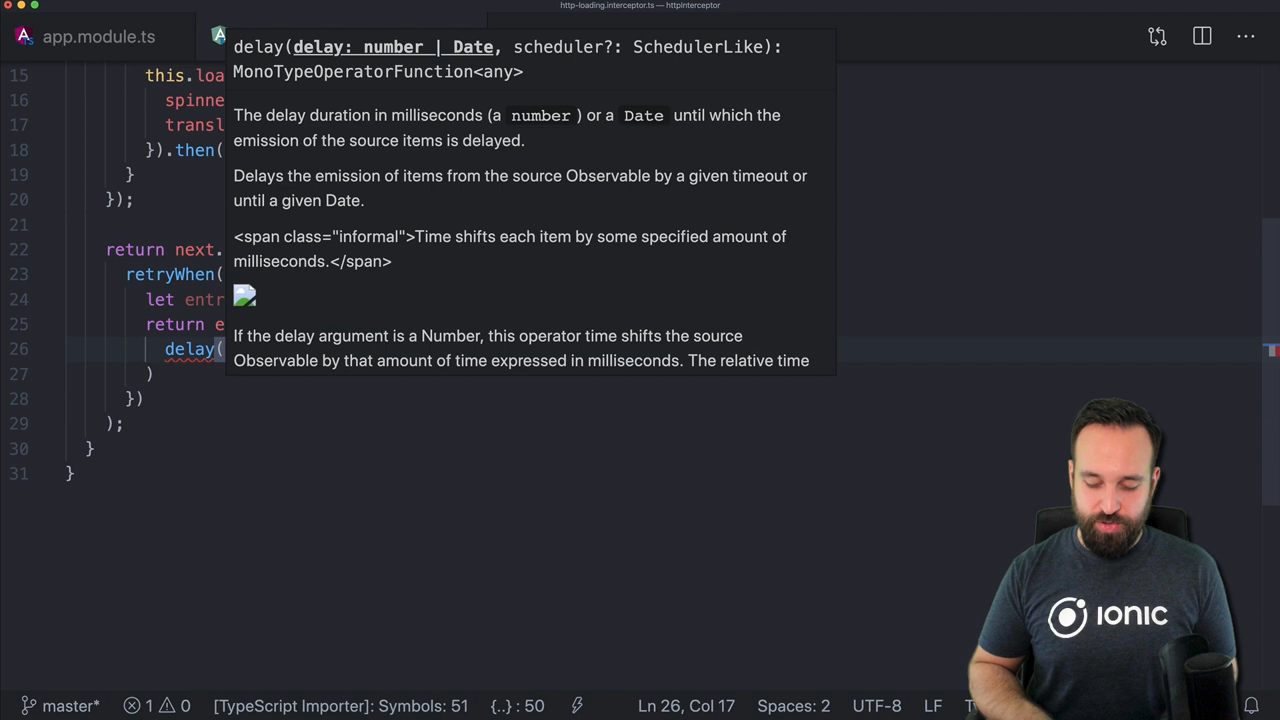 http-loading.interceptor.ts — httpInterceptor
app.module.ts
delay(delay: number | Date, scheduler?: SchedulerLike):
MonoTypeOperatorFunction<any>
The delay duration in milliseconds (a number ) or a Date until which the
emission of the source items is delayed.
Delays the emission of items from the source Observable by a given timeout or
until a given Date.
<span class="informal">Time shifts each item by some specified amount of
milliseconds.</span>
If the delay argument is a Number, this operator time shifts the source
Observable by that amount of time expressed in milliseconds. The relative time
15 this.loa
16 spinne
17 transl
18 }).then(
19 }
20 });
21
22 return next.
23 retryWhen(
24 let entr
25 return e
26 delay(
27 )
28 })
29 );
30 }
31 }
IONIC
master* 1 0 [TypeScript Importer]: Symbols: 51 {..} : 50 Ln 26, Col 17 Spaces: 2 UTF-8 LF